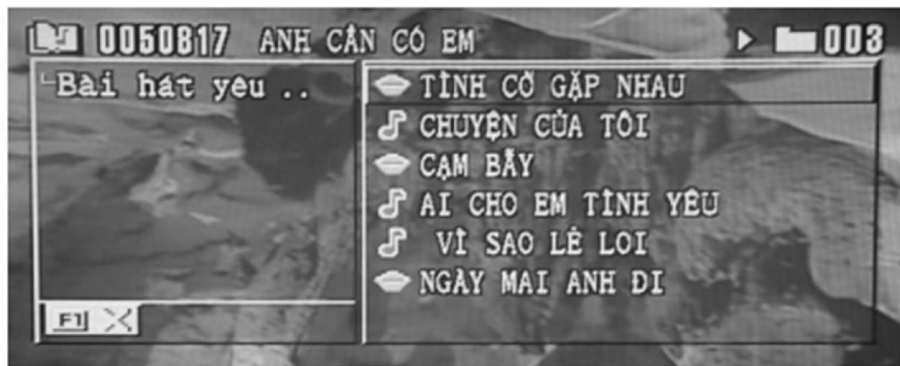 0050817 ANH CẦN CÓ EM 003
Bài hát yêu ..
TÌNH CỜ GẶP NHAU
CHUYỆN CỦA TÔI
CẠM BẪY
AI CHO EM TÌNH YÊU
VÌ SAO LẺ LOI
NGÀY MAI ANH ĐI
F1